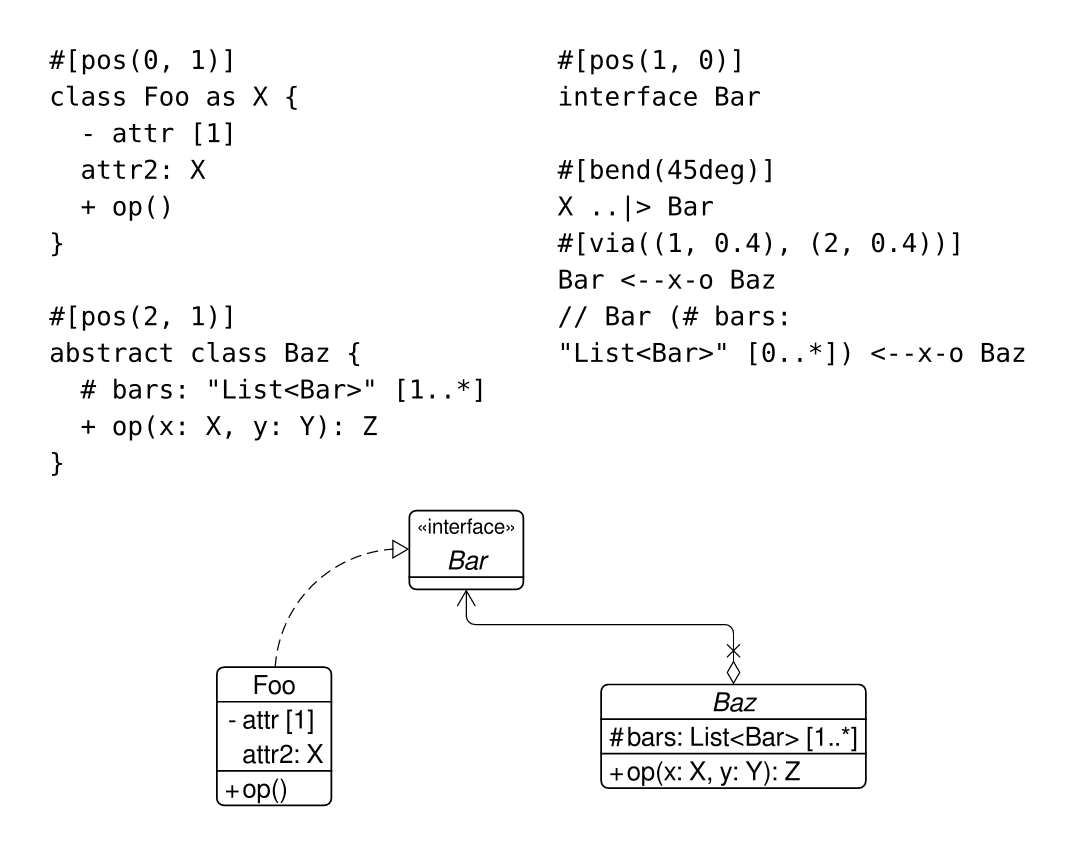 #[pos(0, 1)]
class Foo as X {
  - attr [1]
  attr2: X
  + op()
}

#[pos(2, 1)]
abstract class Baz {
  # bars: "List<Bar>" [1..*]
  + op(x: X, y: Y): Z
}

#[pos(1, 0)]
interface Bar

#[bend(45deg)]
X ..|> Bar
#[via((1, 0.4), (2, 0.4))]
Bar <--x-o Baz
// Bar (# bars:
"List<Bar>" [0..*]) <--x-o Baz

«interface»
Bar
Foo
- attr [1]
attr2: X
+ op()
Baz
# bars: List<Bar> [1..*]
+ op(x: X, y: Y): Z